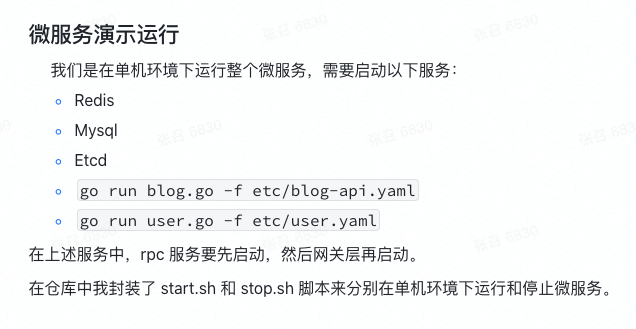 微服务演示运行
我们是在单机环境下运行整个微服务，需要启动以下服务：
Redis
Mysql
Etcd
go run blog.go -f etc/blog-api.yaml
go run user.go -f etc/user.yaml
在上述服务中，rpc 服务要先启动，然后网关层再启动。
在仓库中我封装了 start.sh 和 stop.sh 脚本来分别在单机环境下运行和停止微服务。